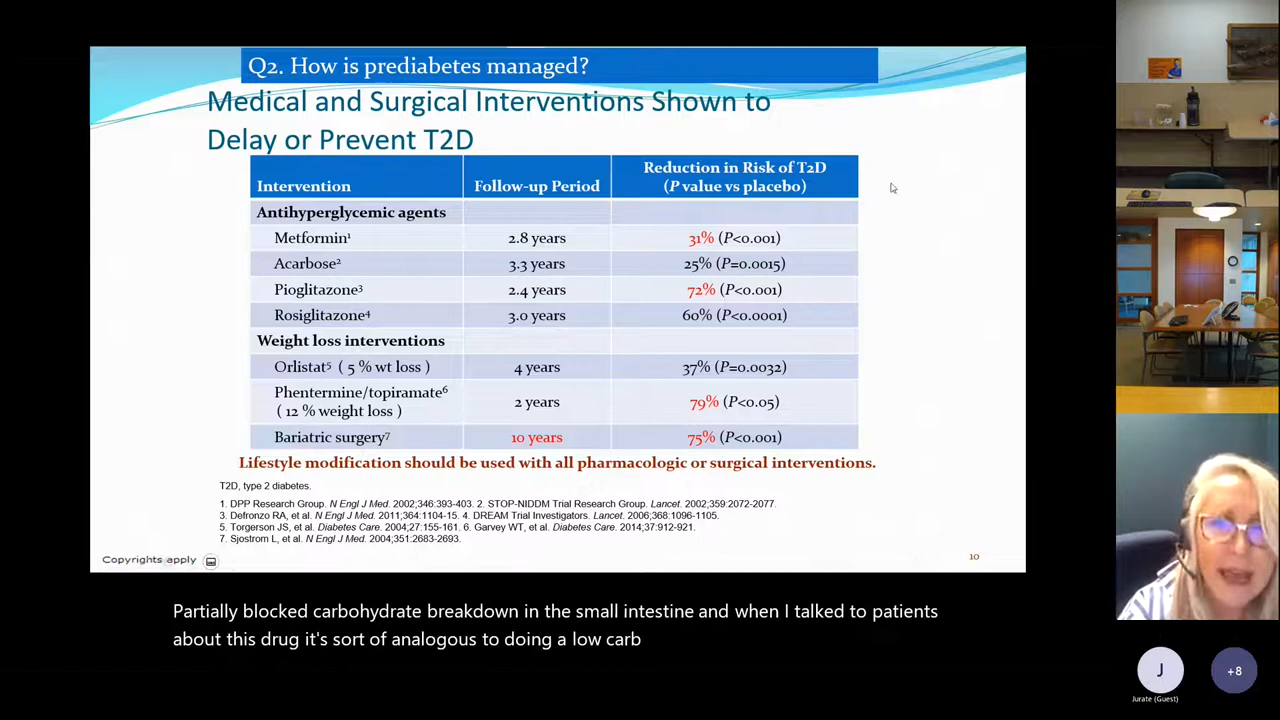 Q2. How is prediabetes managed?
Medical and Surgical Interventions Shown to
Delay or Prevent T2D
Intervention Follow-up Period Reduction in Risk of T2D
(P value vs placebo)
Antihyperglycemic agents
Metformin¹ 2.8 years 31% (P<0.001)
Acarbose² 3.3 years 25% (P=0.0015)
Pioglitazone³ 2.4 years 72% (P<0.001)
Rosiglitazone⁴ 3.0 years 60% (P<0.0001)
Weight loss interventions
Orlistat⁵ ( 5 % wt loss ) 4 years 37% (P=0.0032)
Phentermine/topiramate⁶
( 12 % weight loss ) 2 years 79% (P<0.05)
Bariatric surgery⁷ 10 years 75% (P<0.001)
Lifestyle modification should be used with all pharmacologic or surgical interventions.
T2D, type 2 diabetes.
1. DPP Research Group. N Engl J Med. 2002;346:393-403. 2. STOP-NIDDM Trial Research Group. Lancet. 2002;359:2072-2077.
3. Defronzo RA, et al. N Engl J Med. 2011;364:1104-15. 4. DREAM Trial Investigators. Lancet. 2006;368:1096-1105.
5. Torgerson JS, et al. Diabetes Care. 2004;27:155-161. 6. Garvey WT, et al. Diabetes Care. 2014;37:912-921.
7. Sjostrom L, et al. N Engl J Med. 2004;351:2683-2693.
Copyrights apply
10
Partially blocked carbohydrate breakdown in the small intestine and when I talked to patients
about this drug it's sort of analogous to doing a low carb
J
+8
Jurate (Guest)